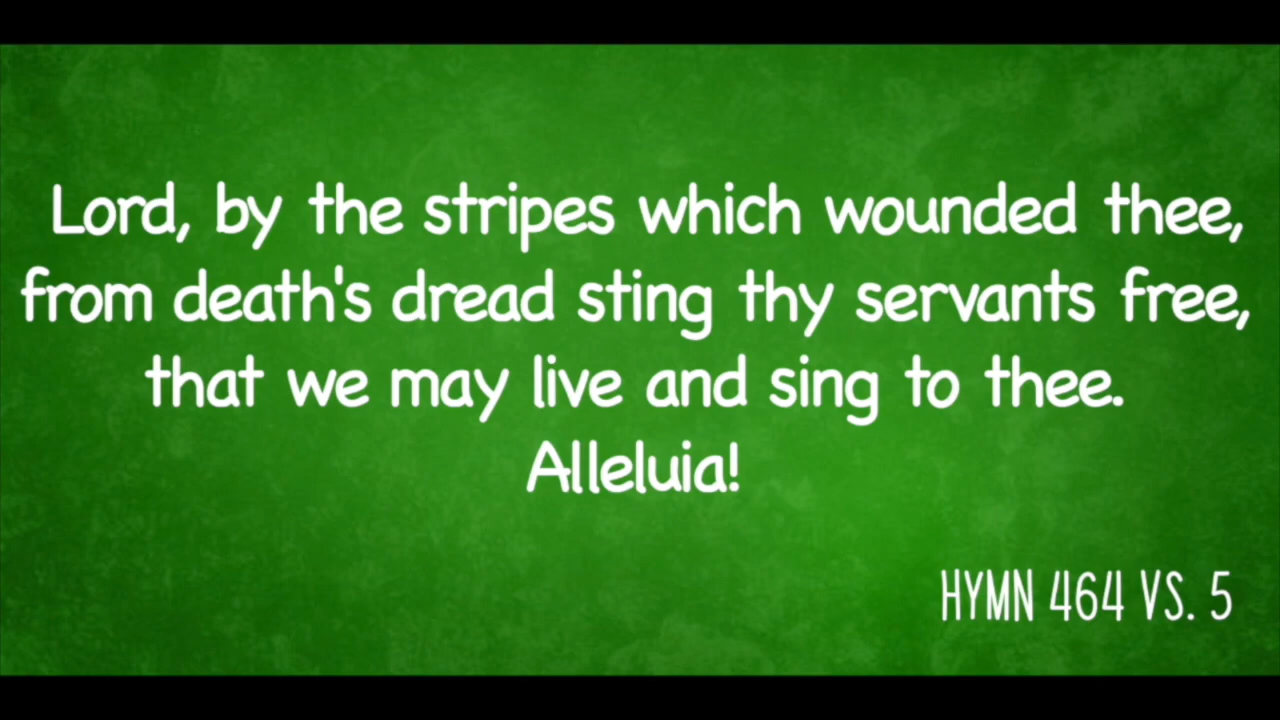 Lord, by the stripes which wounded thee,
from death's dread sting thy servants free,
that we may live and sing to thee.
Alleluia!
HYMN 464 VS. 5